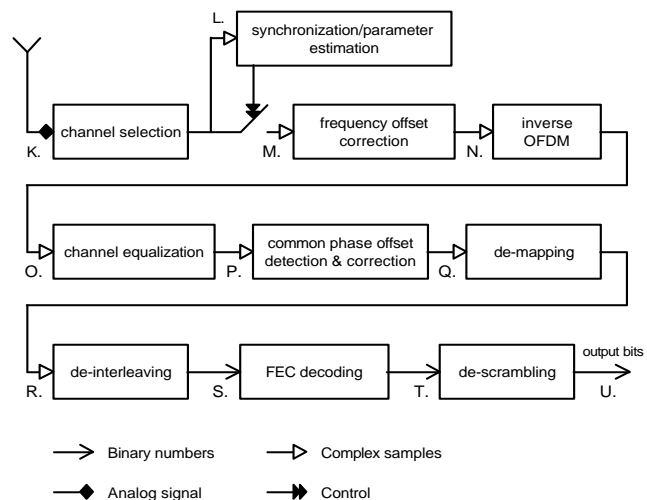 L.
synchronization/parameter
estimation
K.
channel selection
M.
frequency offset
correction
N.
inverse
OFDM
O.
channel equalization
P.
common phase offset
detection & correction
Q.
de-mapping
R.
de-interleaving
S.
FEC decoding
T.
de-scrambling
output bits
U.
Binary numbers
Complex samples
Analog signal
Control